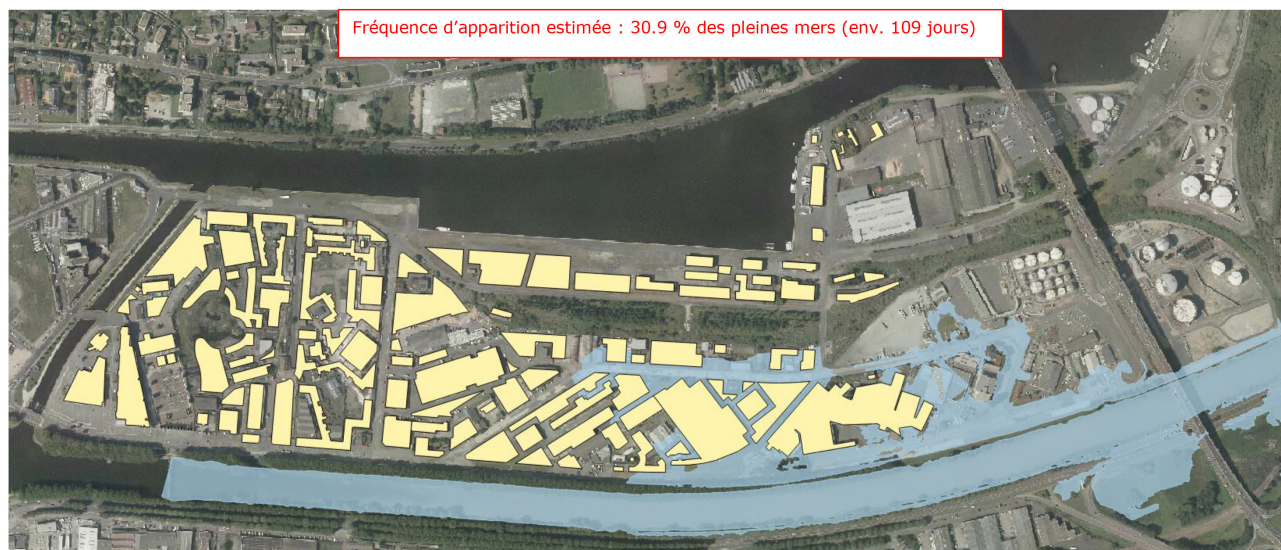 Fréquence d’apparition estimée : 30.9 % des pleines mers (env. 109 jours)